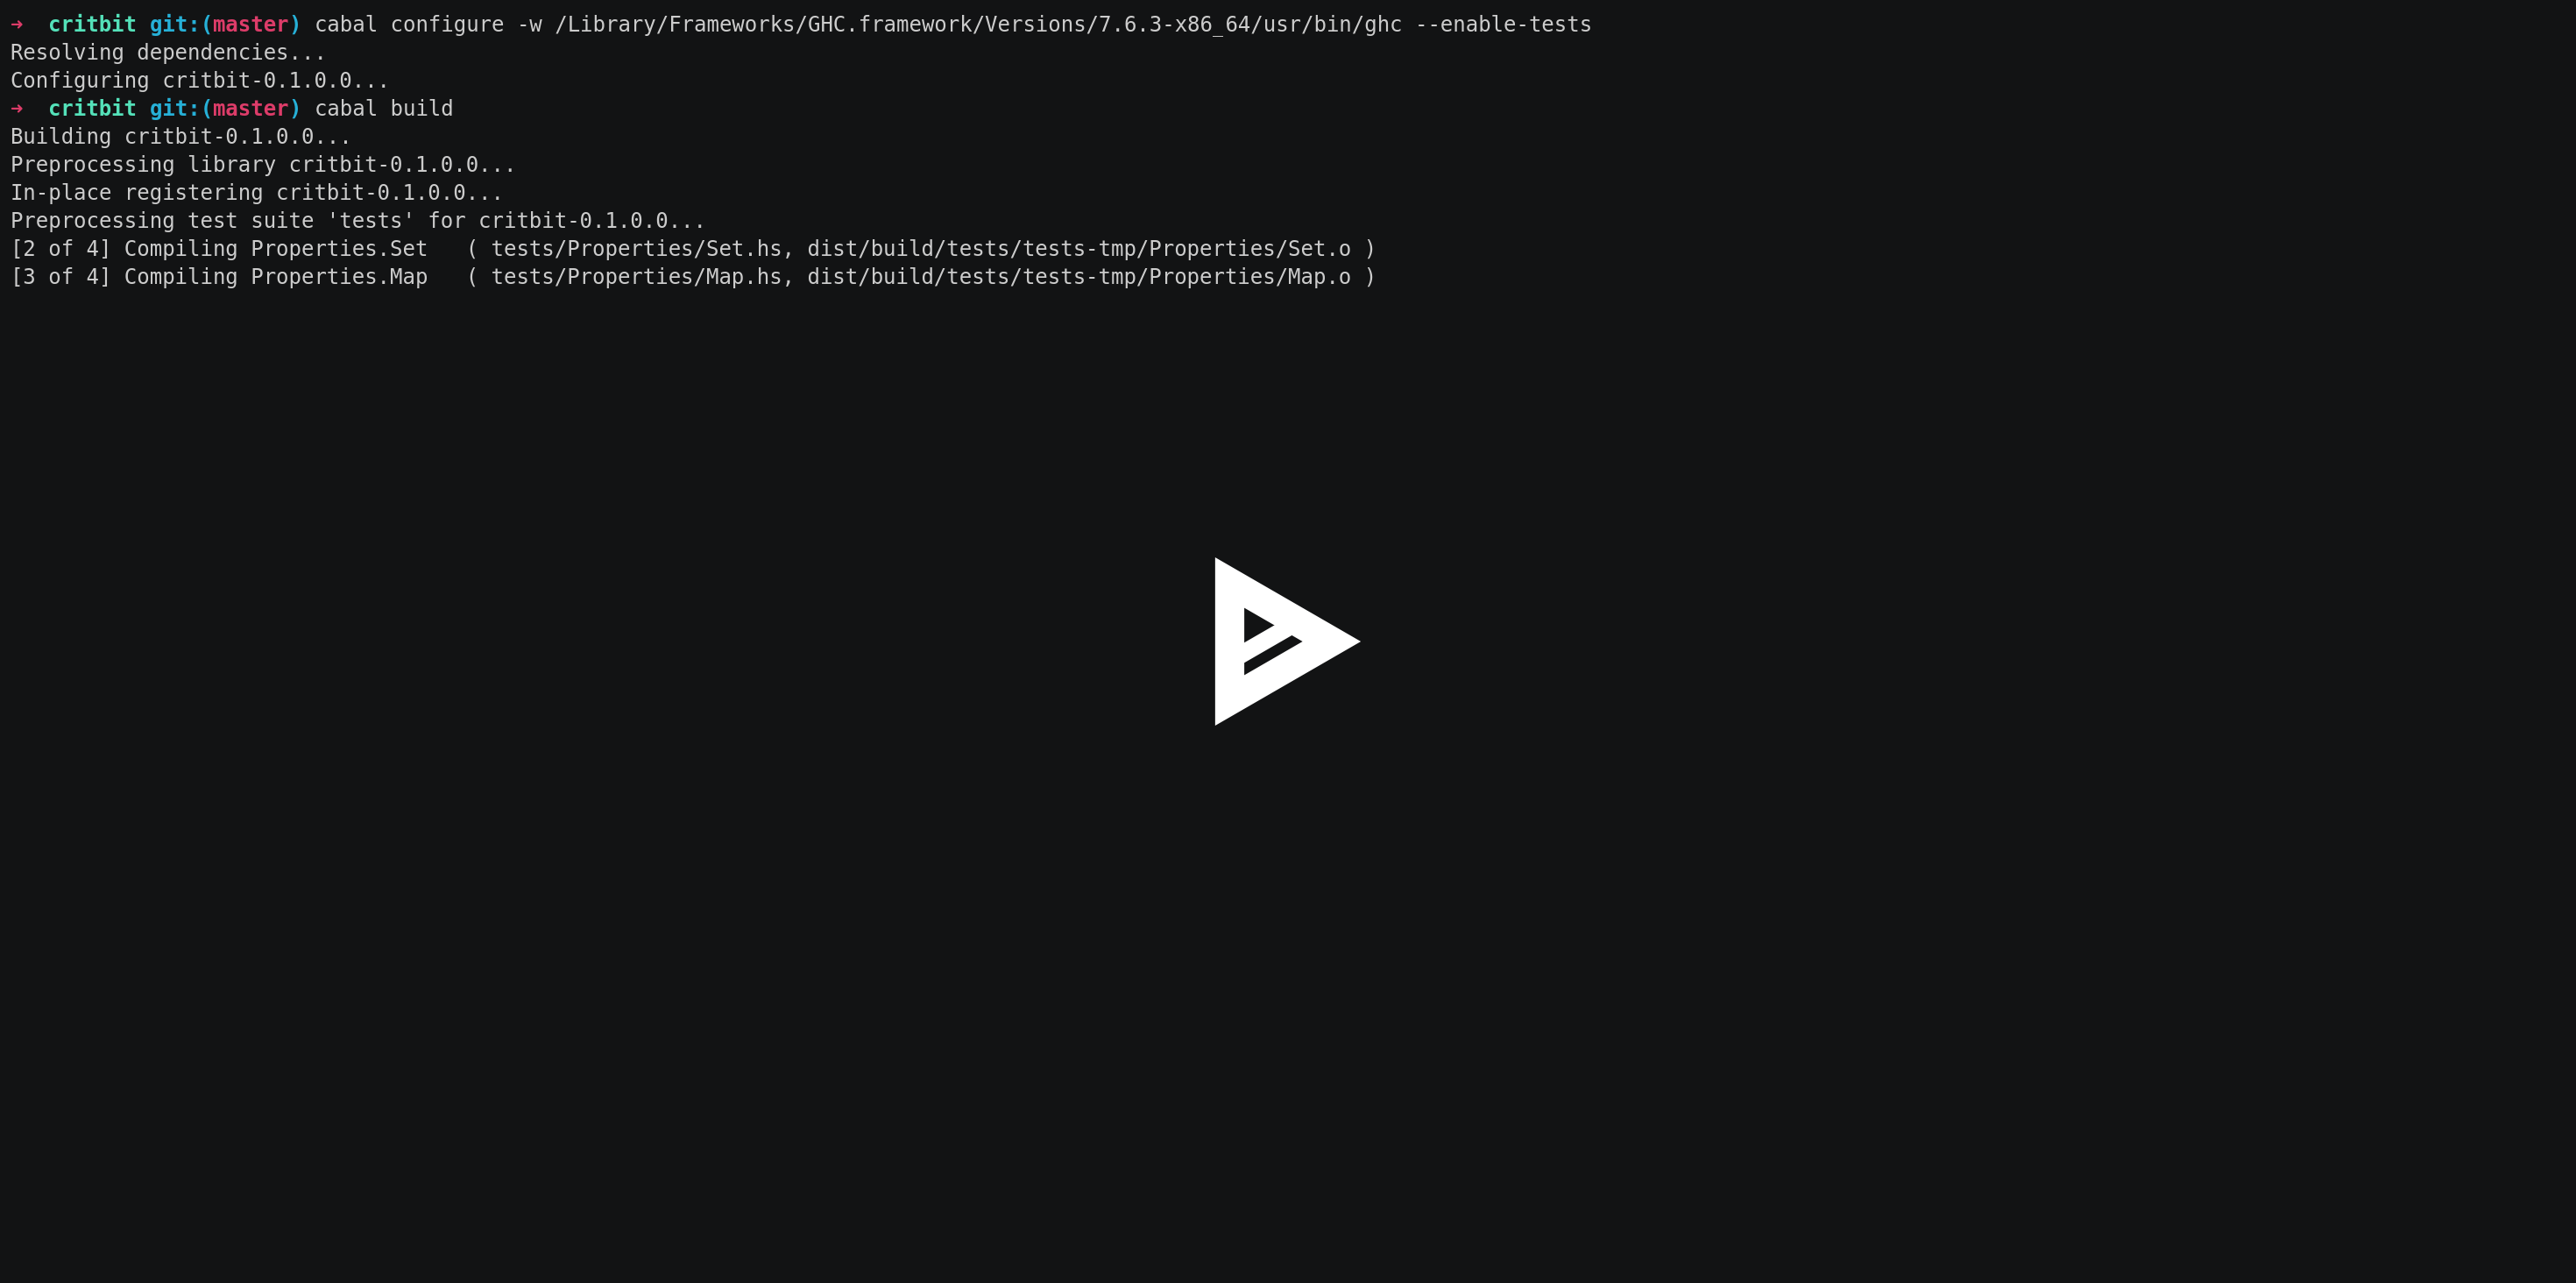 ➜  critbit git:(master) cabal configure -w /Library/Frameworks/GHC.framework/Versions/7.6.3-x86_64/usr/bin/ghc --enable-tests
Resolving dependencies...
Configuring critbit-0.1.0.0...
➜  critbit git:(master) cabal build
Building critbit-0.1.0.0...
Preprocessing library critbit-0.1.0.0...
In-place registering critbit-0.1.0.0...
Preprocessing test suite 'tests' for critbit-0.1.0.0...
[2 of 4] Compiling Properties.Set   ( tests/Properties/Set.hs, dist/build/tests/tests-tmp/Properties/Set.o )
[3 of 4] Compiling Properties.Map   ( tests/Properties/Map.hs, dist/build/tests/tests-tmp/Properties/Map.o )